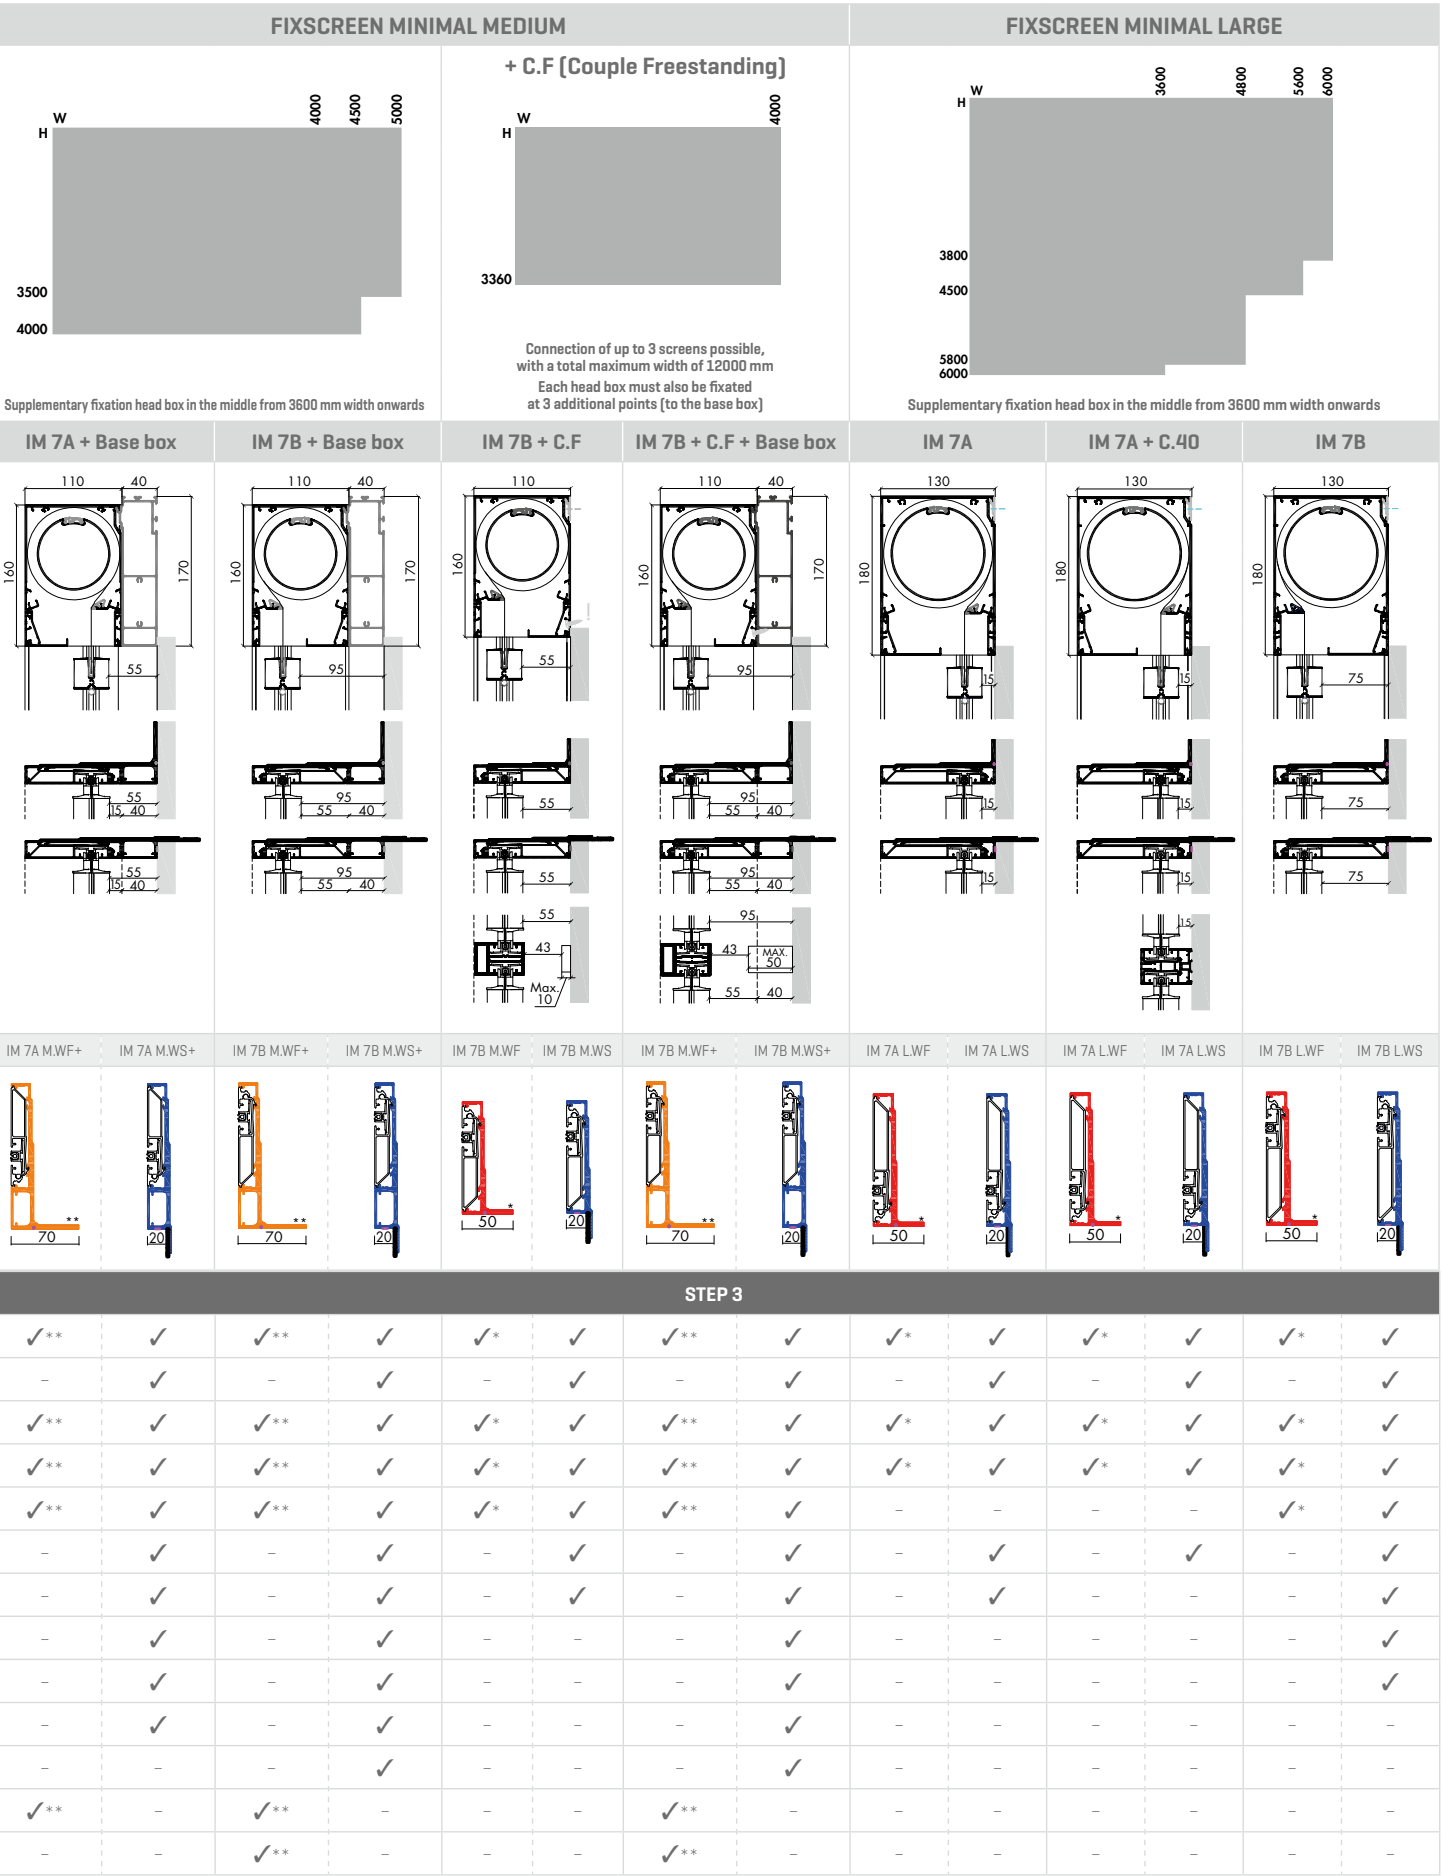 FIXSCREEN MINIMAL MEDIUM
FIXSCREEN MINIMAL LARGE
+ C.F (Couple Freestanding)
W
H
4000
4500
5000
3500
4000
Supplementary fixation head box in the middle from 3600 mm width onwards
W
H
4000
3360
Connection of up to 3 screens possible,
with a total maximum width of 12000 mm
Each head box must also be fixated
at 3 additional points (to the base box)
W
H
3600
4800
5600
6000
3800
4500
5800
6000
Supplementary fixation head box in the middle from 3600 mm width onwards
IM 7A + Base box
IM 7B + Base box
IM 7B + C.F
IM 7B + C.F + Base box
IM 7A
IM 7A + C.40
IM 7B
110 40
160
170
55
110 40
160
170
95
110
160
55
110 40
160
170
95
130
180
15
130
180
15
130
180
75
55
15 40
95
55 40
55
95
55 40
15
15
75
55
15 40
95
55 40
55
95
55 40
15
15
75
55
43
Max.
10
95
43
MAX.
50
55 40
15
IM 7A M.WF+
IM 7A M.WS+
IM 7B M.WF+
IM 7B M.WS+
IM 7B M.WF
IM 7B M.WS
IM 7B M.WF+
IM 7B M.WS+
IM 7A L.WF
IM 7A L.WS
IM 7A L.WF
IM 7A L.WS
IM 7B L.WF
IM 7B L.WS
**
70
20
**
70
20
*
50
20
**
70
20
*
50
20
*
50
20
*
50
20
STEP 3
✓** ✓ ✓** ✓ ✓* ✓ ✓** ✓ ✓* ✓ ✓* ✓ ✓* ✓
– ✓ – ✓ – ✓ – ✓ – ✓ – ✓ – ✓
✓** ✓ ✓** ✓ ✓* ✓ ✓** ✓ ✓* ✓ ✓* ✓ ✓* ✓
✓** ✓ ✓** ✓ ✓* ✓ ✓** ✓ ✓* ✓ ✓* ✓ ✓* ✓
✓** ✓ ✓** ✓ ✓* ✓ ✓** ✓ – – – – ✓* ✓
– ✓ – ✓ – ✓ – ✓ – ✓ – ✓ – ✓
– ✓ – ✓ – ✓ – ✓ – ✓ – – – ✓
– ✓ – ✓ – – – ✓ – – – – – ✓
– ✓ – ✓ – – – ✓ – – – – – ✓
– ✓ – ✓ – – – ✓ – – – – – –
– – – ✓ – – – ✓ – – – – – –
✓** – ✓** – – – ✓** – – – – – – –
– – ✓** – – – ✓** – – – – – – –